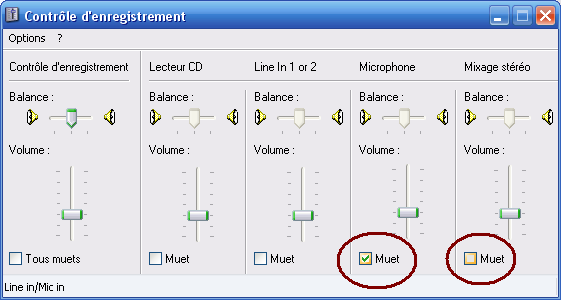 Contrôle d'enregistrement
Options ?
Contrôle d'enregistrement Lecteur CD Line In 1 or 2 Microphone Mixage stéréo
Balance : Balance : Balance : Balance : Balance :
Volume : Volume : Volume : Volume : Volume :
Tous muets Muet Muet Muet Muet
Line in/Mic in